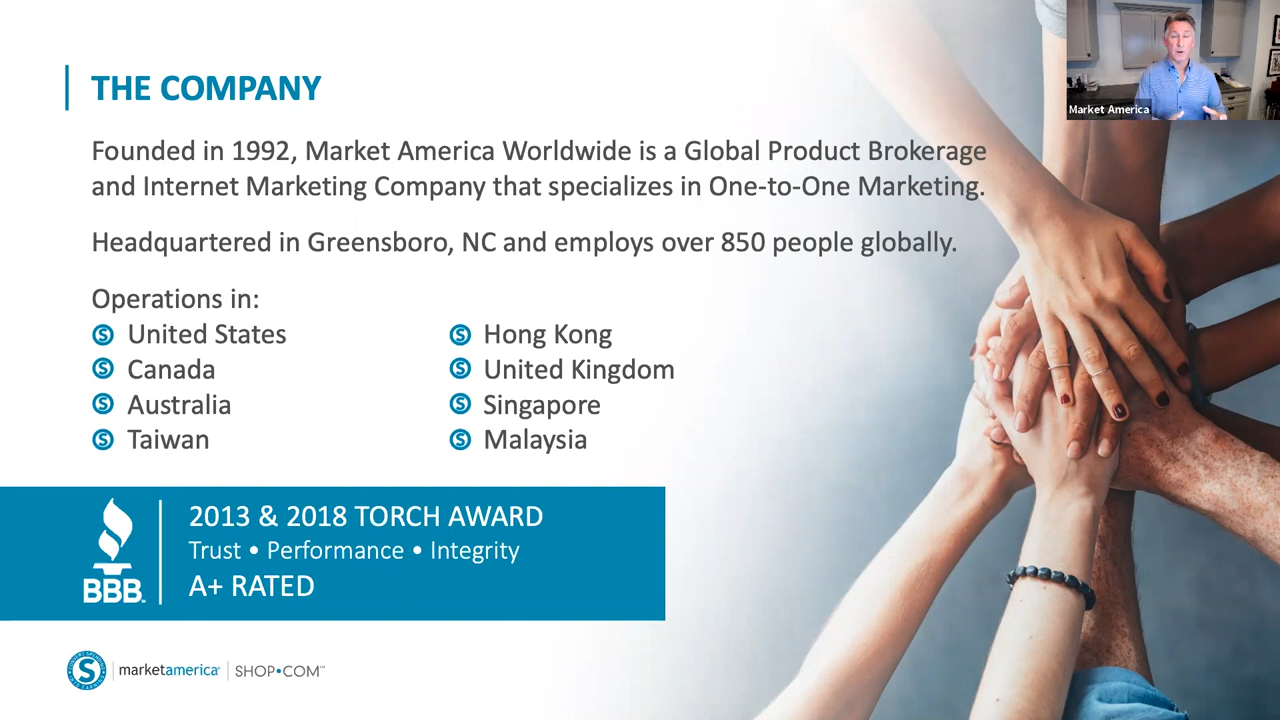 THE COMPANY
Market America
Founded in 1992, Market America Worldwide is a Global Product Brokerage
and Internet Marketing Company that specializes in One-to-One Marketing.
Headquartered in Greensboro, NC and employs over 850 people globally.
Operations in:
United States
Canada
Australia
Taiwan
Hong Kong
United Kingdom
Singapore
Malaysia
BBB
2013 & 2018 TORCH AWARD
Trust • Performance • Integrity
A+ RATED
marketamerica
SHOP•COM™